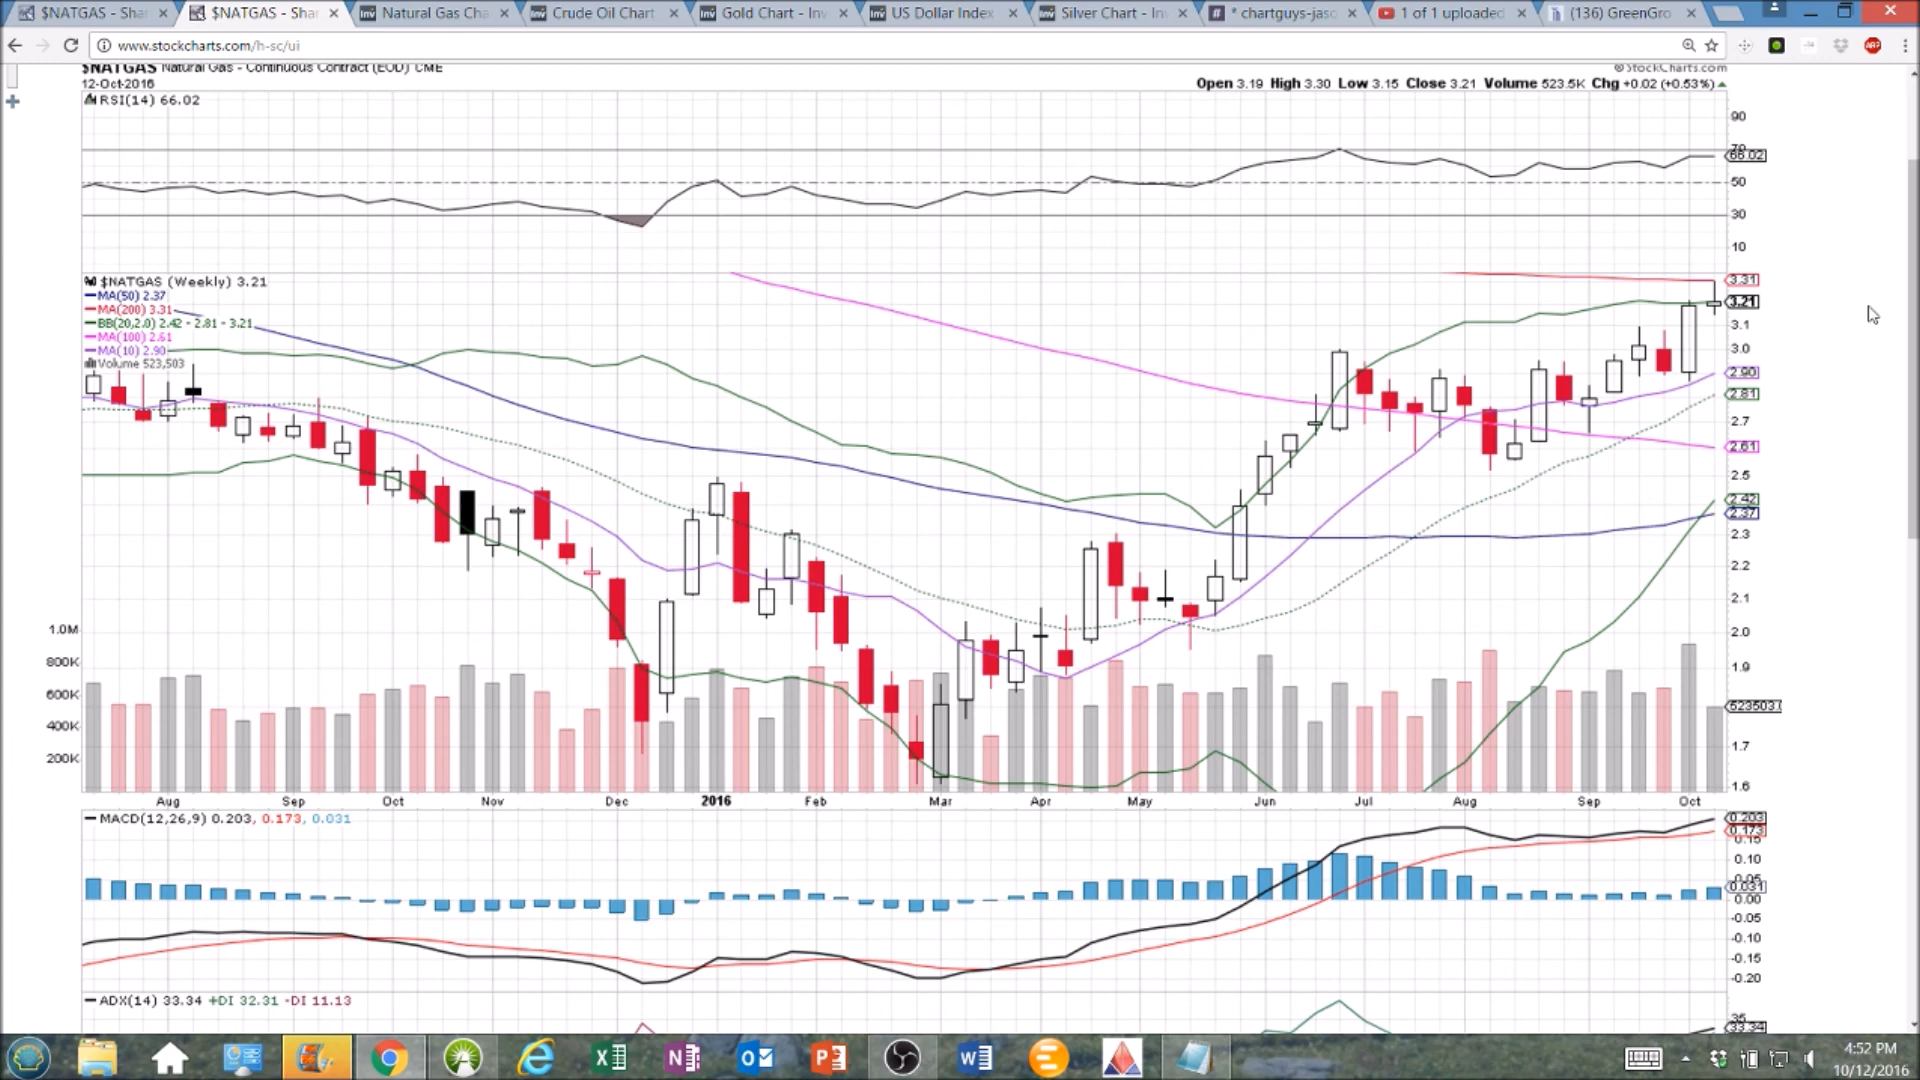 $NATGAS - Shar
$NATGAS - Shar
Natural Gas Cha
Crude Oil Chart
Gold Chart - Inv
US Dollar Index
Silver Chart - Inv
* chartguys-jaso
1 of 1 uploaded
(136) GreenGro
www.stockcharts.com/h-sc/ui
$NATGAS Natural Gas - Continuous Contract (EOD) CME
© StockCharts.com
12-Oct-2016
Open 3.19 High 3.30 Low 3.15 Close 3.21 Volume 523.5K Chg +0.02 (+0.53%)
RSI(14) 66.02
90
70
66.02
50
30
10
$NATGAS (Weekly) 3.21
MA(50) 2.37
MA(200) 3.31
BB(20,2.0) 2.42 - 2.81 - 3.21
MA(100) 2.61
MA(10) 2.90
Volume 523,503
3.31
3.21
3.1
3.0
2.90
2.81
2.7
2.61
2.5
2.42
2.37
2.3
2.2
2.1
2.0
1.9
523503.0
1.7
1.6
1.0M
800K
600K
400K
200K
Aug Sep Oct Nov Dec 2016 Feb Mar Apr May Jun Jul Aug Sep Oct
MACD(12,26,9) 0.203, 0.173, 0.031
0.203
0.173
0.15
0.10
0.05
0.031
0.00
-0.05
-0.10
-0.15
-0.20
ADX(14) 33.34 +DI 32.31 -DI 11.13
35
33.34
4:52 PM
10/12/2016